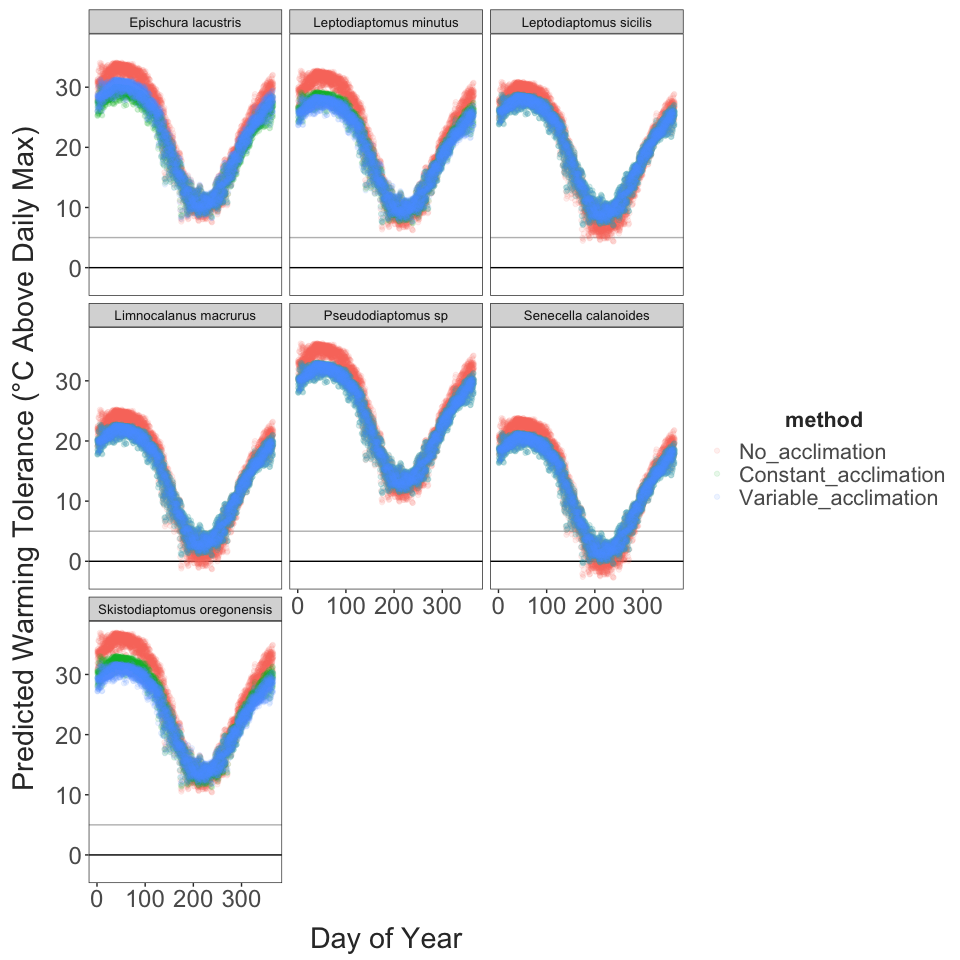 Epischura lacustris
Leptodiaptomus minutus
Leptodiaptomus sicilis
30
20
10
0
Limnocalanus macrurus
Pseudodiaptomus sp
Senecella calanoides
30
20
10
0
0 100 200 300
0 100 200 300
Skistodiaptomus oregonensis
30
20
10
0
0 100 200 300
Predicted Warming Tolerance (°C Above Daily Max)
Day of Year
method
No_acclimation
Constant_acclimation
Variable_acclimation